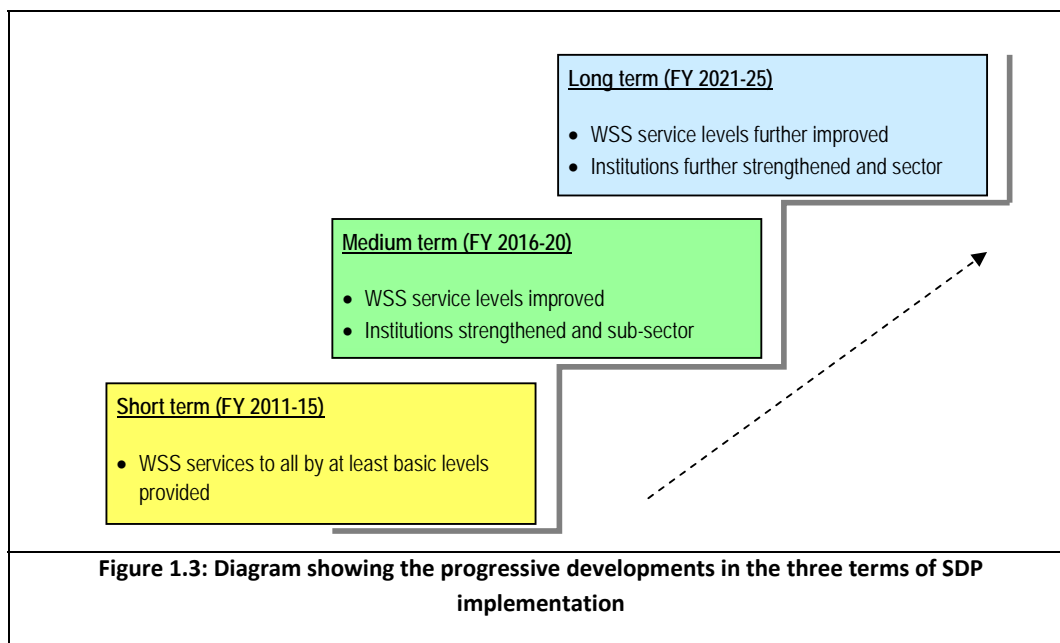 Long term (FY 2021-25)
• WSS service levels further improved
• Institutions further strengthened and sector
Medium term (FY 2016-20)
• WSS service levels improved
• Institutions strengthened and sub-sector
Short term (FY 2011-15)
• WSS services to all by at least basic levels
provided
Figure 1.3: Diagram showing the progressive developments in the three terms of SDP
implementation